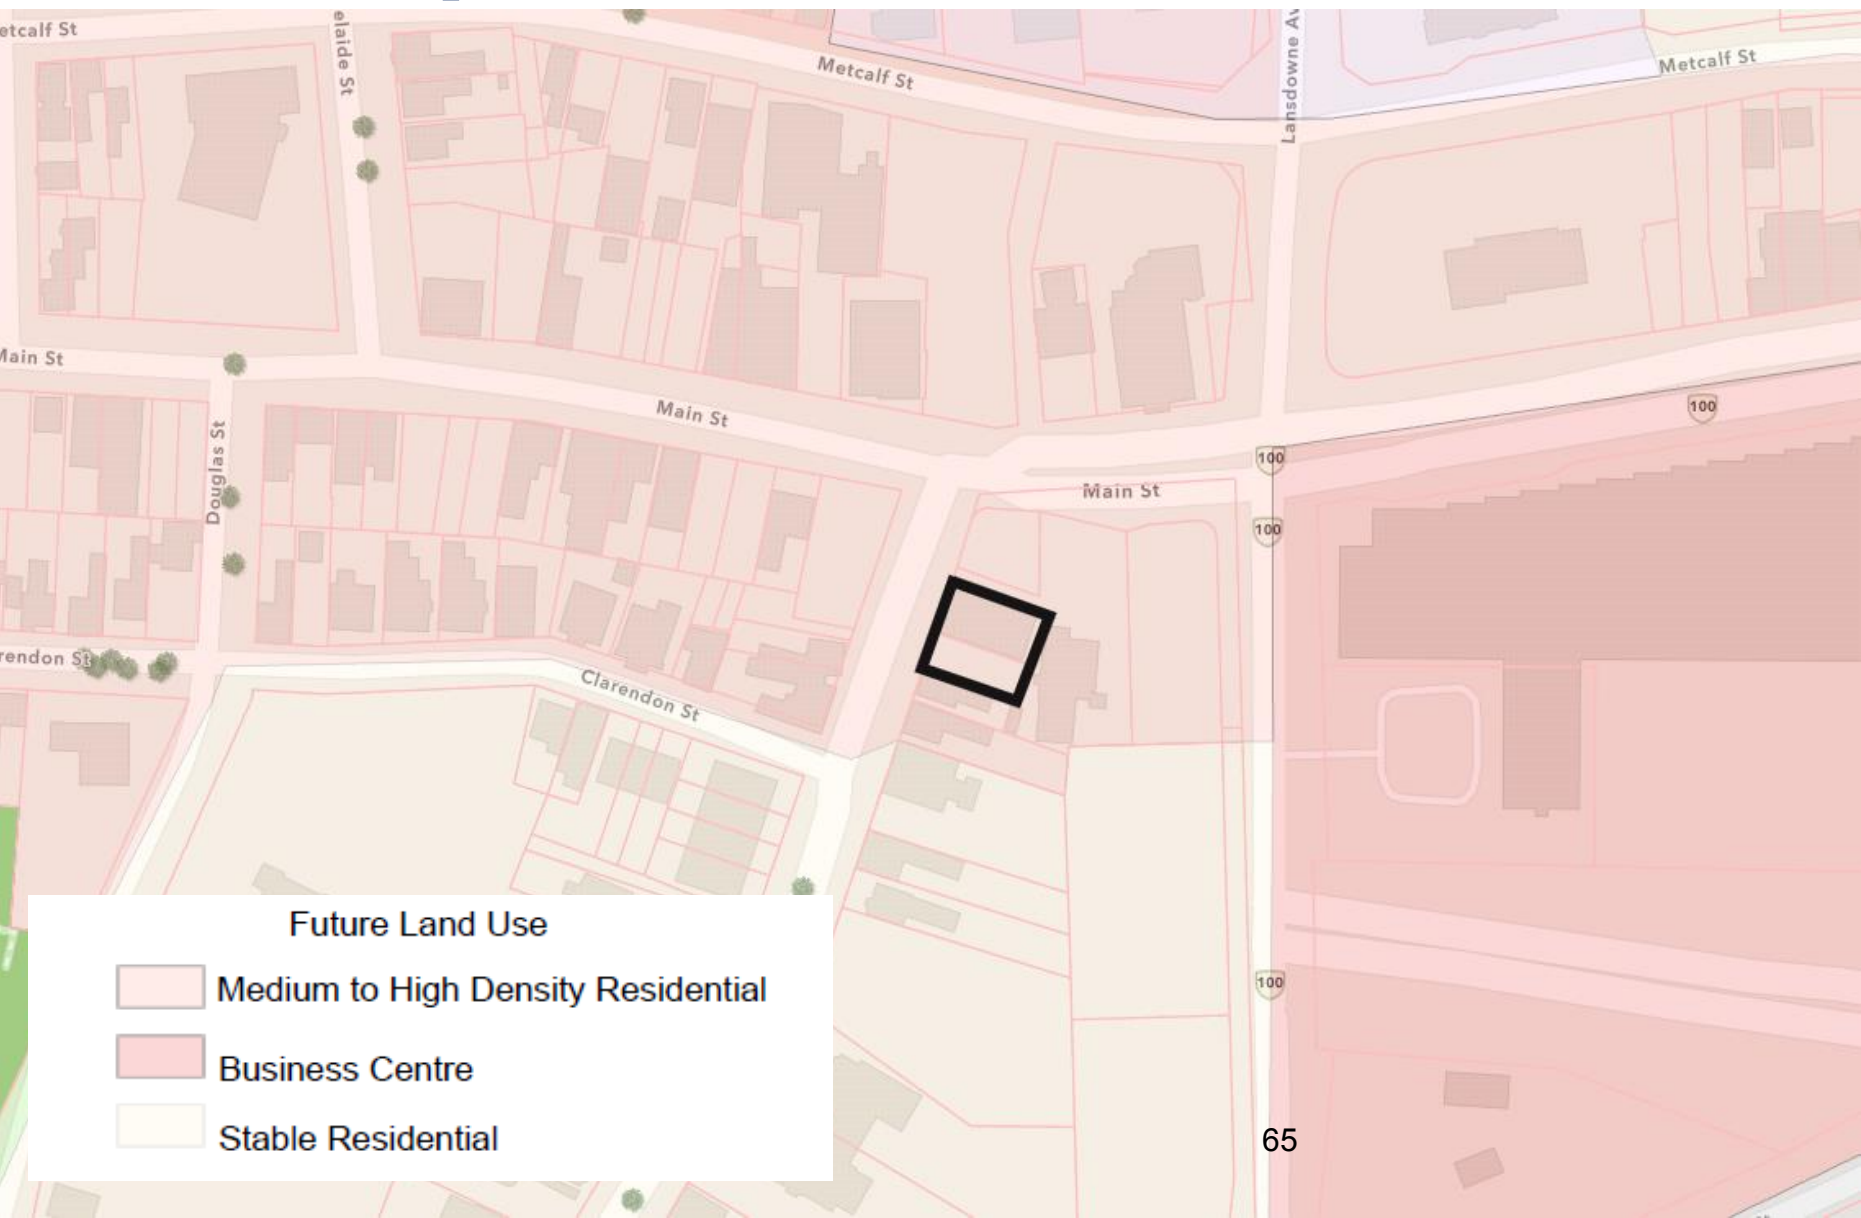 etcalf St
elaide St
Metcalf St
Lansdowne Av
Metcalf St
Main St
Main St
100
Douglas St
100
Main St
100
rendon St
Clarendon St
Future Land Use
Medium to High Density Residential
100
Business Centre
Stable Residential
65